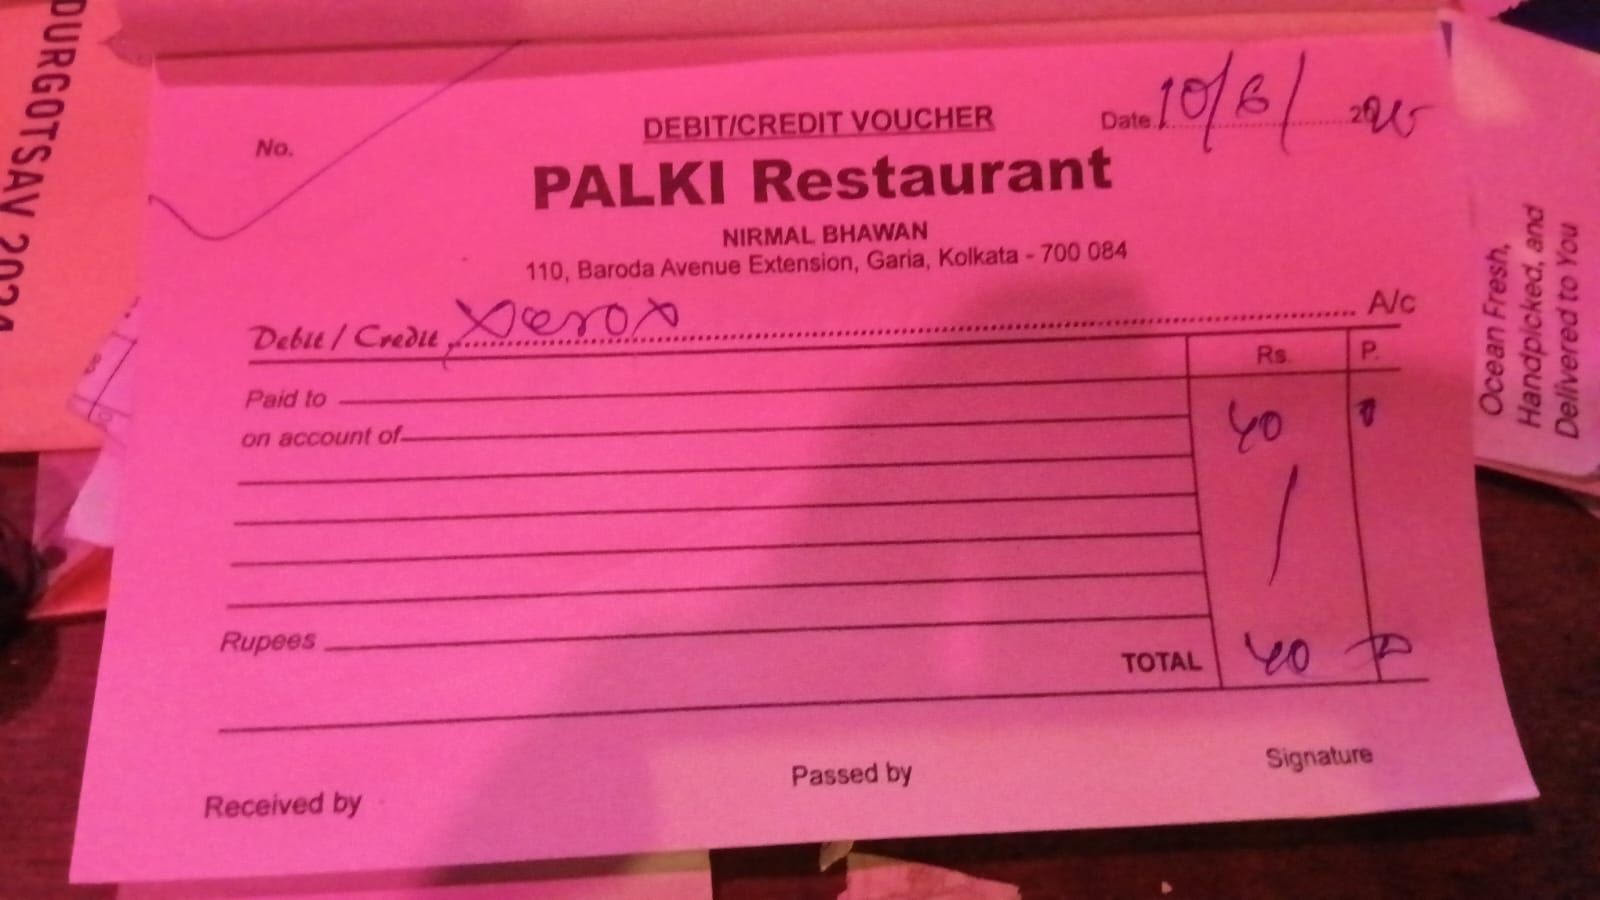 DURGOTSAV 2024
No.
DEBIT/CREDIT VOUCHER
Date 10/6/ 2025
PALKI Restaurant
NIRMAL BHAWAN
110, Baroda Avenue Extension, Garia, Kolkata - 700 084
Debit / Credit Xerox A/c
Rs. P.
Paid to 40
on account of
Rupees
TOTAL 40
Received by
Passed by
Signature
Ocean Fresh,
Handpicked, and
Delivered to You